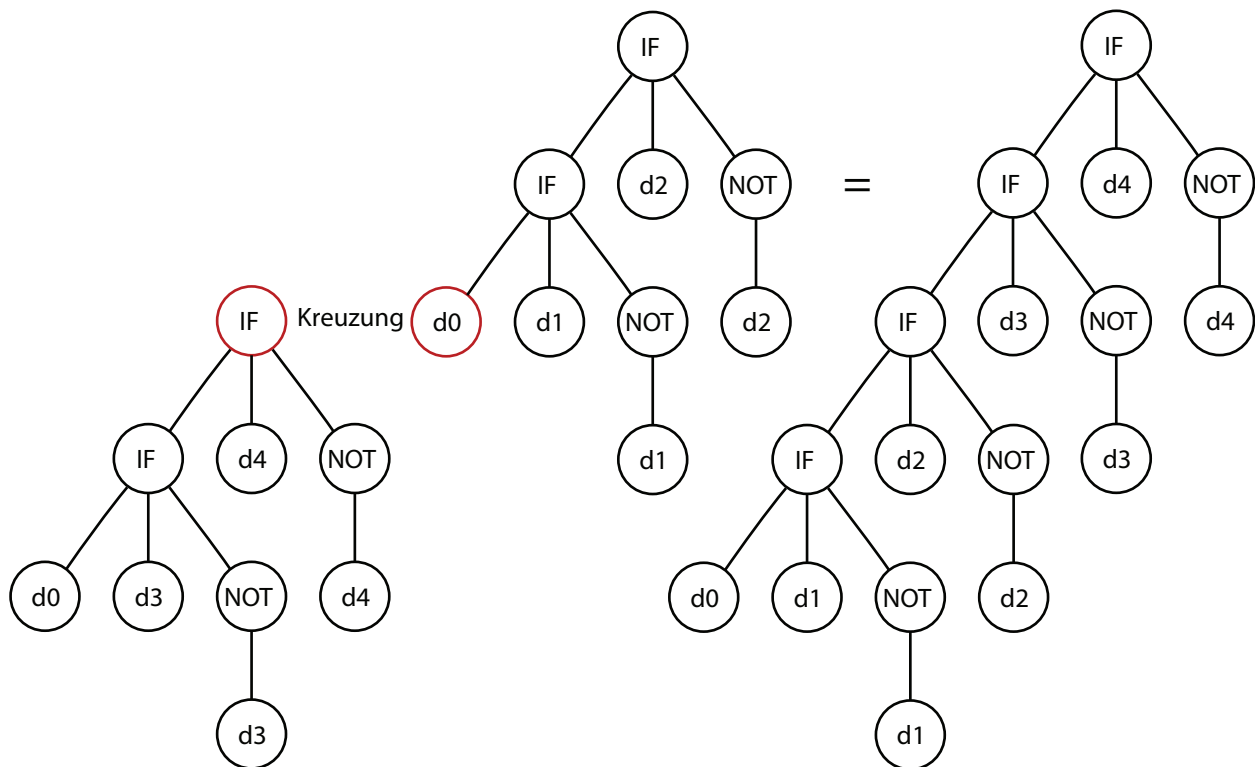 IF IF
IF d2 NOT = IF d4 NOT
IF Kreuzung d0 d1 NOT d2 IF d3 NOT d4
IF d4 NOT d1 IF d2 NOT d3
d0 d3 NOT d4 d0 d1 NOT d2
d3 d1